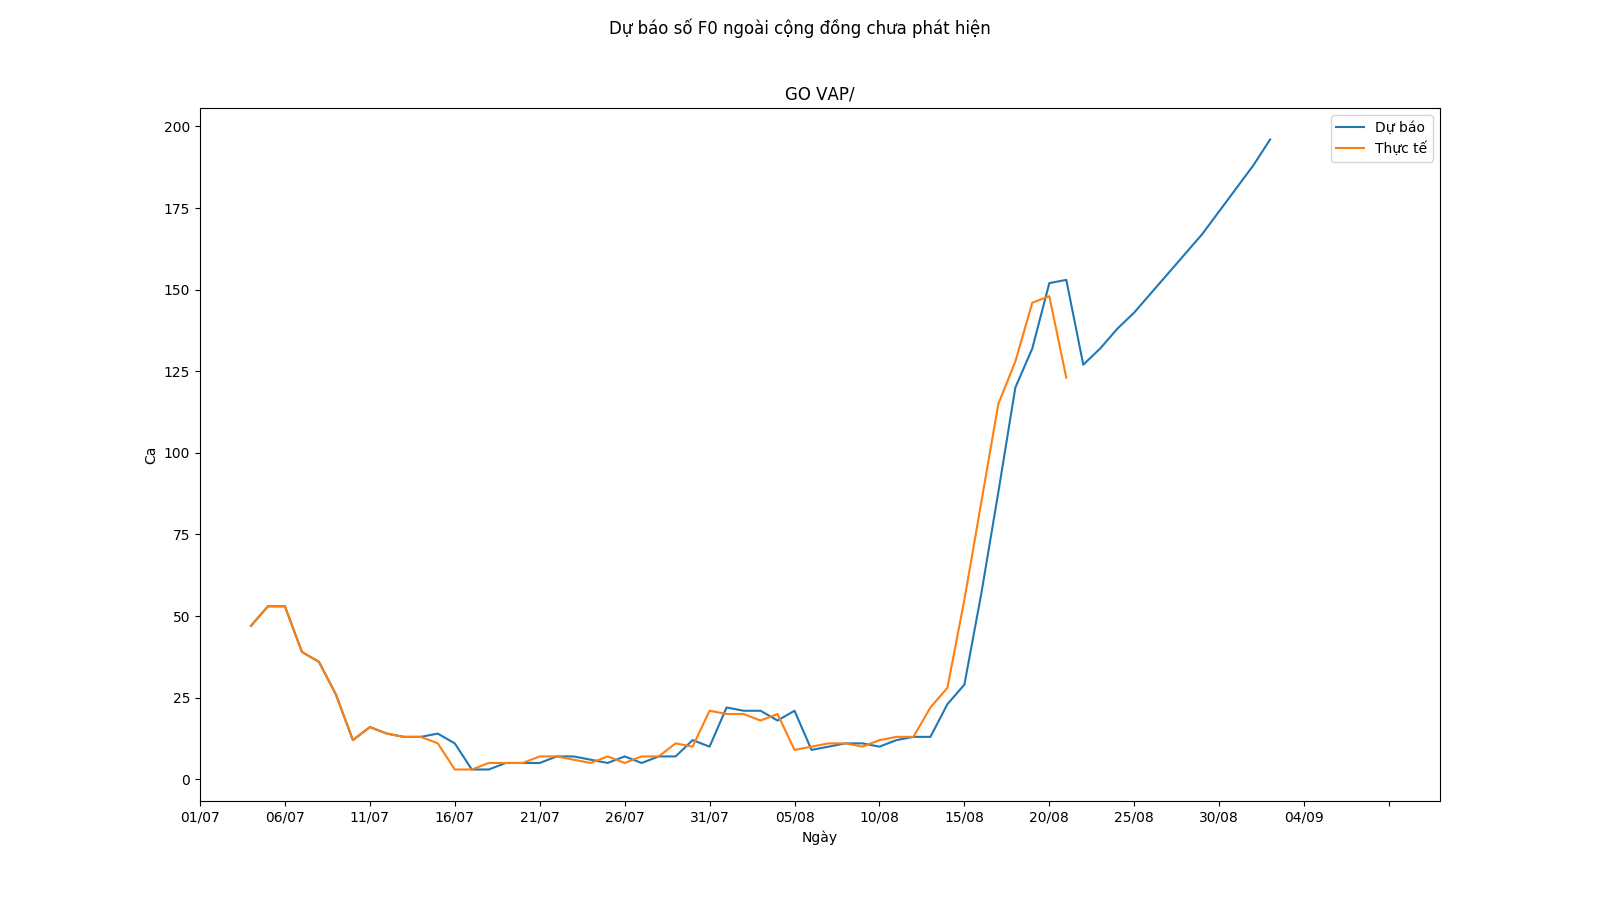 Dự báo số F0 ngoài cộng đồng chưa phát hiện
GO VAP/
Dự báo
Thực tế
200
175
150
125
100
75
50
25
0
Ca
01/07 06/07 11/07 16/07 21/07 26/07 31/07 05/08 10/08 15/08 20/08 25/08 30/08 04/09
Ngày